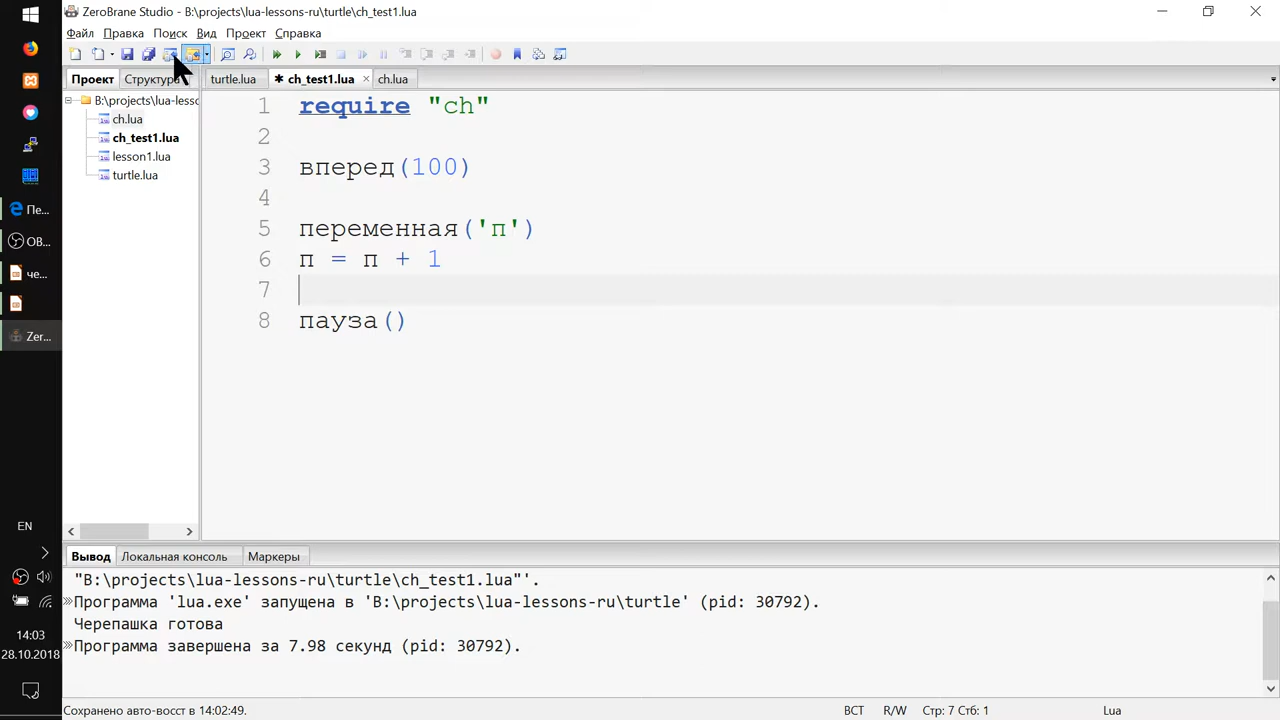 ZeroBrane Studio - B:\projects\lua-lessons-ru\turtle\ch_test1.lua
Файл Правка Поиск Вид Проект Справка
Проект Структура
turtle.lua ✱ ch_test1.lua ch.lua
B:\projects\lua-lessc
ch.lua
ch_test1.lua
lesson1.lua
turtle.lua
1 require "ch"
2
3 вперед(100)
4
5 переменная('п')
6 п = п + 1
7
8 пауза()
Пе...
OB...
че...
Zer...
EN
14:03
28.10.2018
Вывод Локальная консоль Маркеры
"B:\projects\lua-lessons-ru\turtle\ch_test1.lua"'.
Программа 'lua.exe' запущена в 'B:\projects\lua-lessons-ru\turtle' (pid: 30792).
Черепашка готова
Программа завершена за 7.98 секунд (pid: 30792).
Сохранено авто-восст в 14:02:49. ВСТ R/W Стр: 7 Стб: 1 Lua